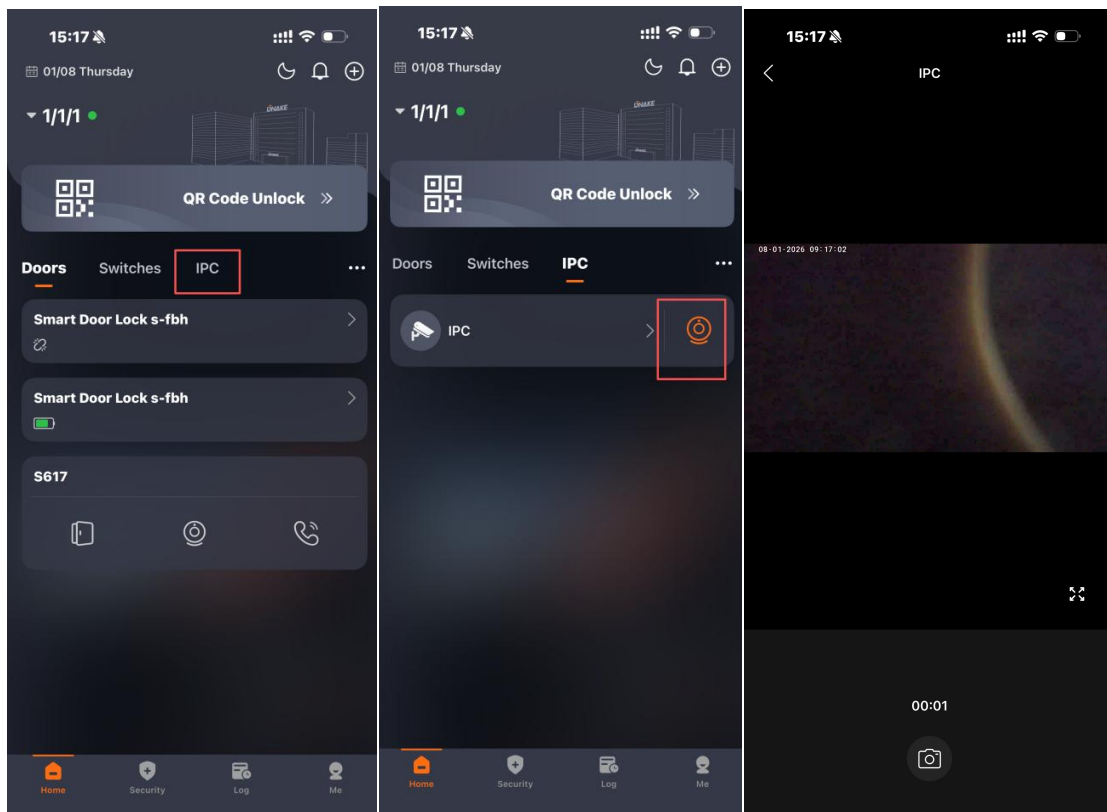 15:17
01/08 Thursday
1/1/1
DNAKE
QR Code Unlock
Doors Switches IPC
Smart Door Lock s-fbh
Smart Door Lock s-fbh
S617
Home Security Log Me
15:17
01/08 Thursday
1/1/1
DNAKE
QR Code Unlock
Doors Switches IPC
IPC
Home Security Log Me
15:17
IPC
08-01-2026 09:17:02
00:01